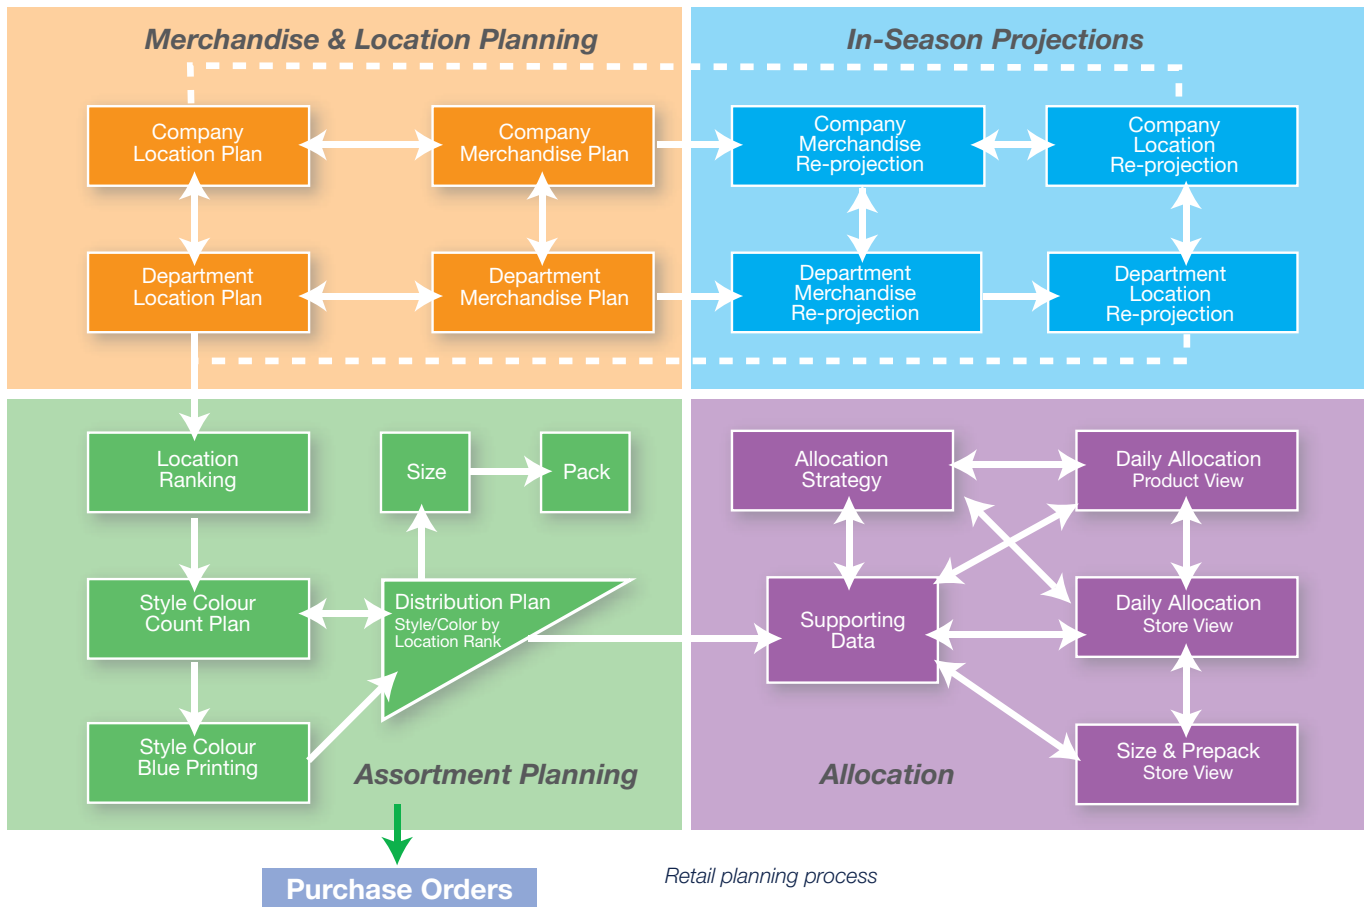 Merchandise & Location Planning
Company
Location Plan
Company
Merchandise Plan
Department
Location Plan
Department
Merchandise Plan
In-Season Projections
Company
Merchandise
Re-projection
Company
Location
Re-projection
Department
Merchandise
Re-projection
Department
Location
Re-projection
Location
Ranking
Size
Pack
Style Colour
Count Plan
Distribution Plan
Style/Color by
Location Rank
Style Colour
Blue Printing
Assortment Planning
Allocation
Strategy
Daily Allocation
Product View
Supporting
Data
Daily Allocation
Store View
Size & Prepack
Store View
Allocation
Purchase Orders
Retail planning process